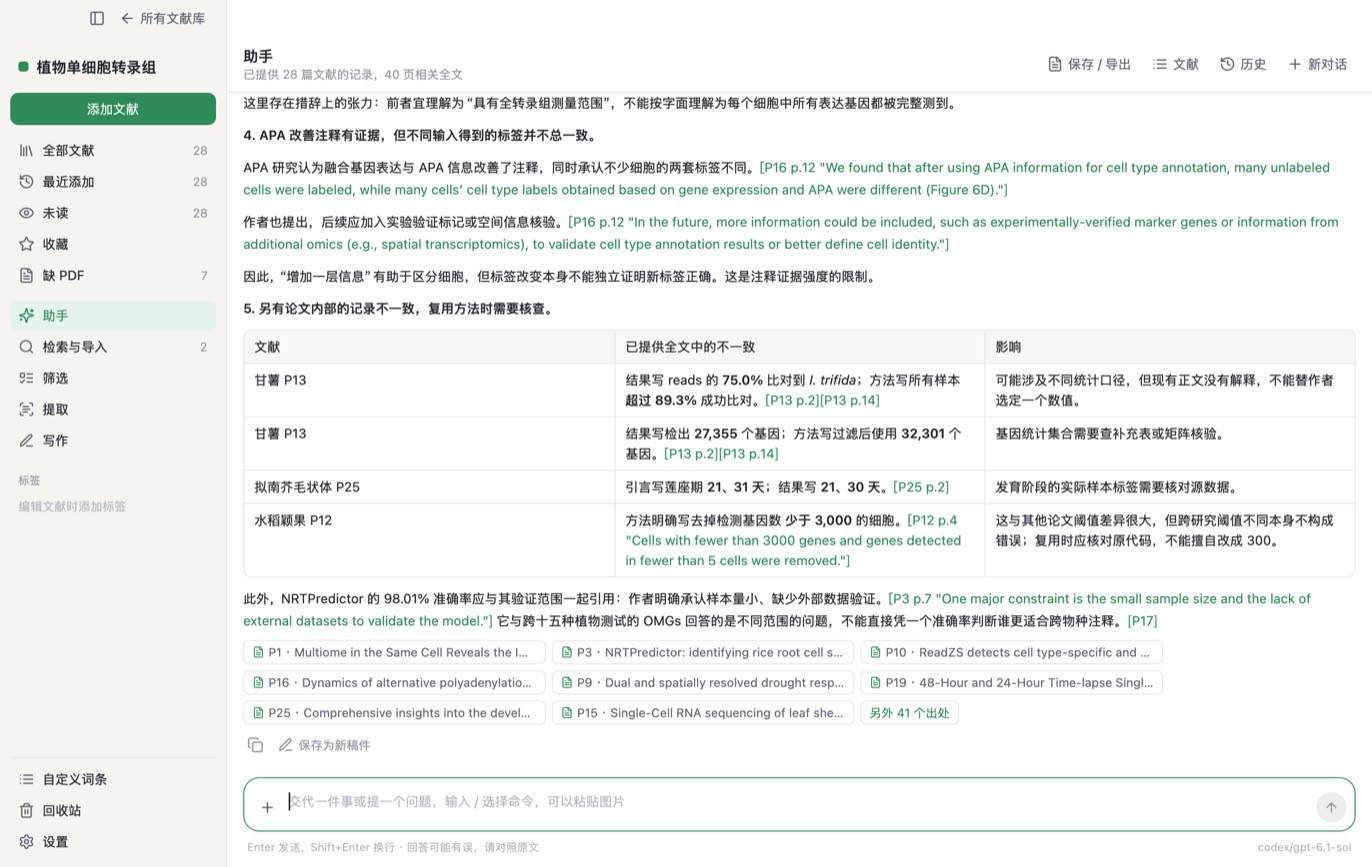 所有文献库
植物单细胞转录组
添加文献
全部文献 28
最近添加 28
未读 28
收藏
缺 PDF 7
助手
检索与导入 2
筛选
提取
写作
标签
编辑文献时添加标签
自定义词条
回收站
设置
助手
已提供 28 篇文献的记录，40 页相关全文
保存 / 导出
文献
历史
新对话
这里存在措辞上的张力：前者宜理解为“具有全转录组测量范围”，不能按字面理解为每个细胞中所有表达基因都被完整测到。
4. APA 改善注释有证据，但不同输入得到的标签并不总一致。
APA 研究认为融合基因表达与 APA 信息改善了注释，同时承认不少细胞的两套标签不同。[P16 p.12 "We found that after using APA information for cell type annotation, many unlabeled
cells were labeled, while many cells’ cell type labels obtained based on gene expression and APA were different (Figure 6D)."]
作者也提出，后续应加入实验验证标记或空间信息核验。[P16 p.12 "In the future, more information could be included, such as experimentally-verified marker genes or information from
additional omics (e.g., spatial transcriptomics), to validate cell type annotation results or better define cell identity."]
因此，“增加一层信息”有助于区分细胞，但标签改变本身不能独立证明新标签正确。这是注释证据强度的限制。
5. 另有论文内部的记录不一致，复用方法时需要核查。
文献 已提供全文中的不一致 影响
甘薯 P13
结果写 reads 的 75.0% 比对到 I. trifida；方法写所有样本
超过 89.3% 成功比对。[P13 p.2][P13 p.14]
可能涉及不同统计口径，但现有正文没有解释，不能替作者
选定一个数值。
甘薯 P13
结果写检出 27,355 个基因；方法写过滤后使用 32,301 个
基因。[P13 p.2][P13 p.14]
基因统计集合需要查补充表或矩阵核验。
拟南芥毛状体 P25
引言写莲座期 21、31 天；结果写 21、30 天。[P25 p.2]
发育阶段的实际样本标签需要核对源数据。
水稻颖果 P12
方法明确写去掉检测基因数 少于 3,000 的细胞。[P12 p.4
"Cells with fewer than 3000 genes and genes detected
in fewer than 5 cells were removed."]
这与其他论文阈值差异很大，但跨研究阈值不同本身不构成
错误；复用时应核对原代码，不能擅自改成 300。
此外，NRTPredictor 的 98.01% 准确率应与其验证范围一起引用：作者明确承认样本量小、缺少外部数据验证。[P3 p.7 "One major constraint is the small sample size and the lack of
external datasets to validate the model."] 它与跨十五种植物测试的 OMGs 回答的是不同范围的问题，不能直接凭一个准确率判断谁更适合跨物种注释。[P17]
P1 · Multiome in the Same Cell Reveals the I...
P3 · NRTPredictor: identifying rice root cell s...
P10 · ReadZS detects cell type-specific and ...
P16 · Dynamics of alternative polyadenylatio...
P9 · Dual and spatially resolved drought resp...
P19 · 48-Hour and 24-Hour Time-lapse Singl...
P25 · Comprehensive insights into the devel...
P15 · Single-Cell RNA sequencing of leaf she...
另外 41 个出处
保存为新稿件
交代一件事或提一个问题，输入 / 选择命令，可以粘贴图片
Enter 发送，Shift+Enter 换行 · 回答可能有误，请对照原文
codex/gpt-6.1-sol